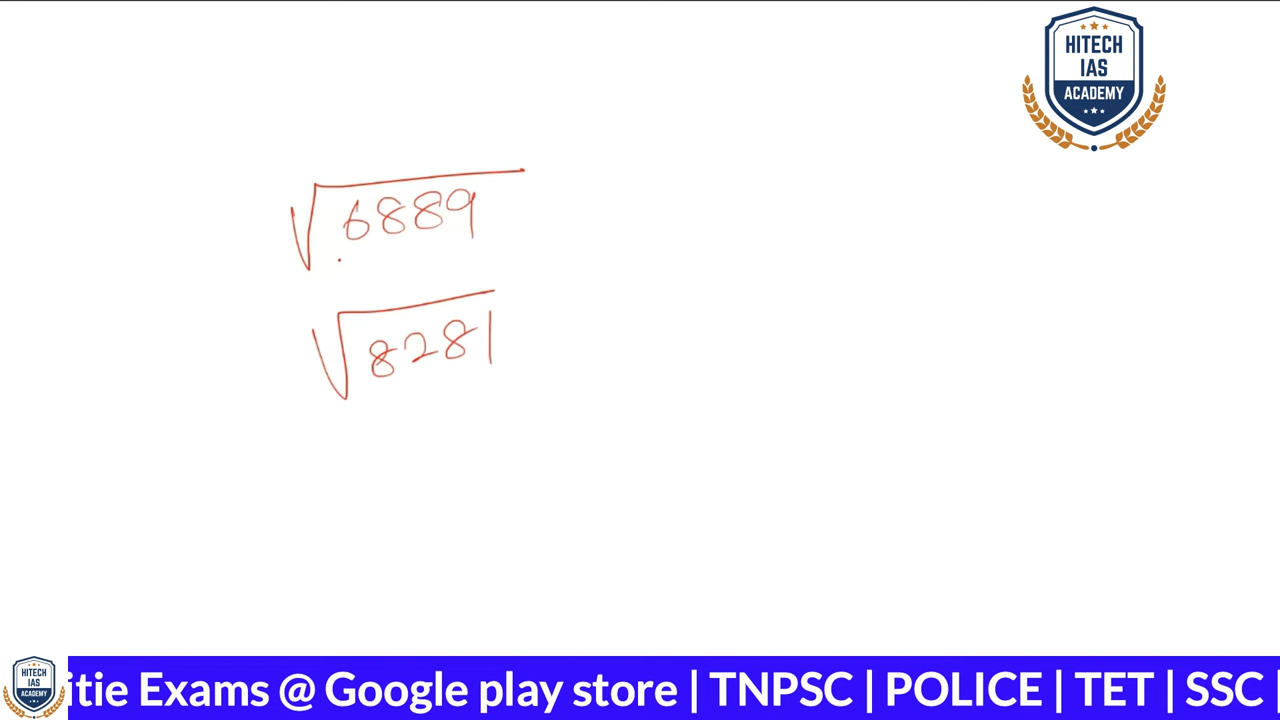 HITECH
IAS
ACADEMY
√6889
√8281
HITECH
IAS
ACADEMY
itie Exams @ Google play store | TNPSC | POLICE | TET | SSC |